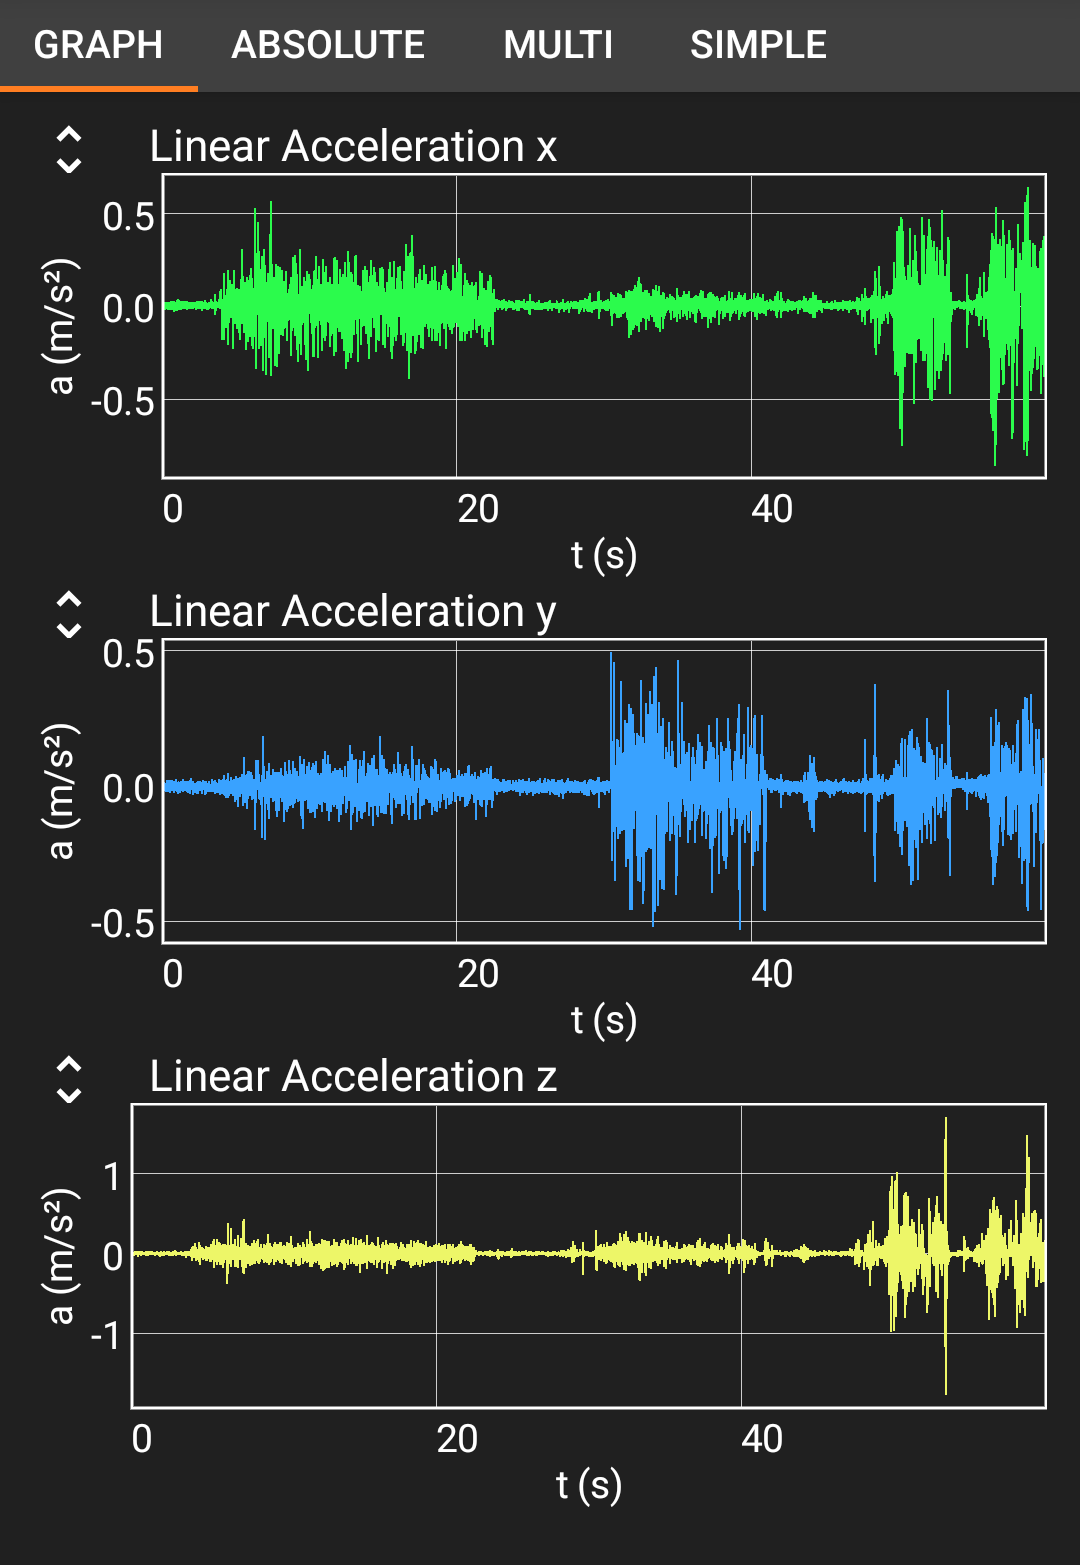 GRAPH ABSOLUTE MULTI SIMPLE
Linear Acceleration x
a (m/s²)
0.5
0.0
-0.5
0 20 40
t (s)
Linear Acceleration y
a (m/s²)
0.5
0.0
-0.5
0 20 40
t (s)
Linear Acceleration z
a (m/s²)
1
0
-1
0 20 40
t (s)